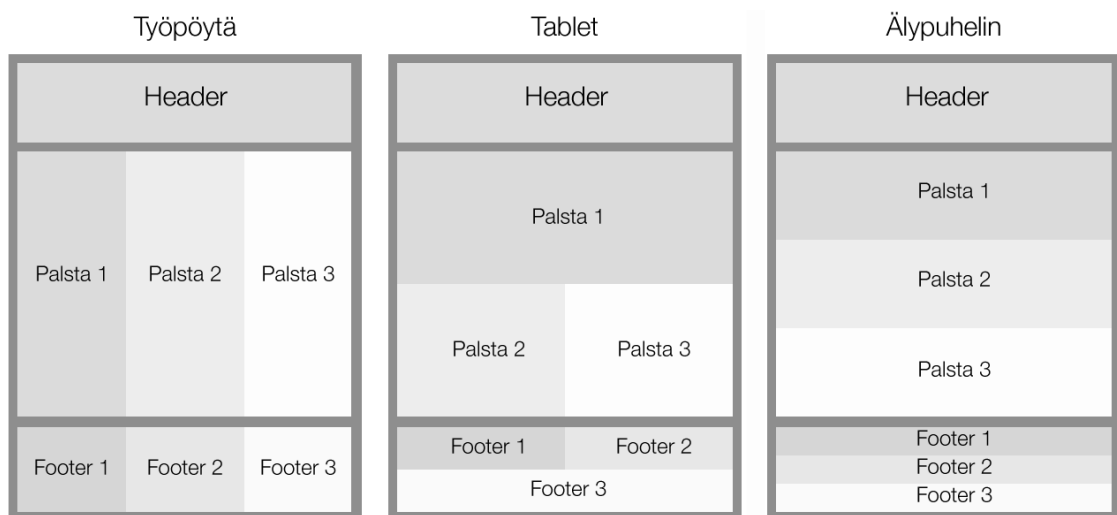 Työpöytä
Header
Palsta 1 Palsta 2 Palsta 3
Footer 1 Footer 2 Footer 3
Tablet
Header
Palsta 1
Palsta 2 Palsta 3
Footer 1 Footer 2
Footer 3
Älypuhelin
Header
Palsta 1
Palsta 2
Palsta 3
Footer 1
Footer 2
Footer 3